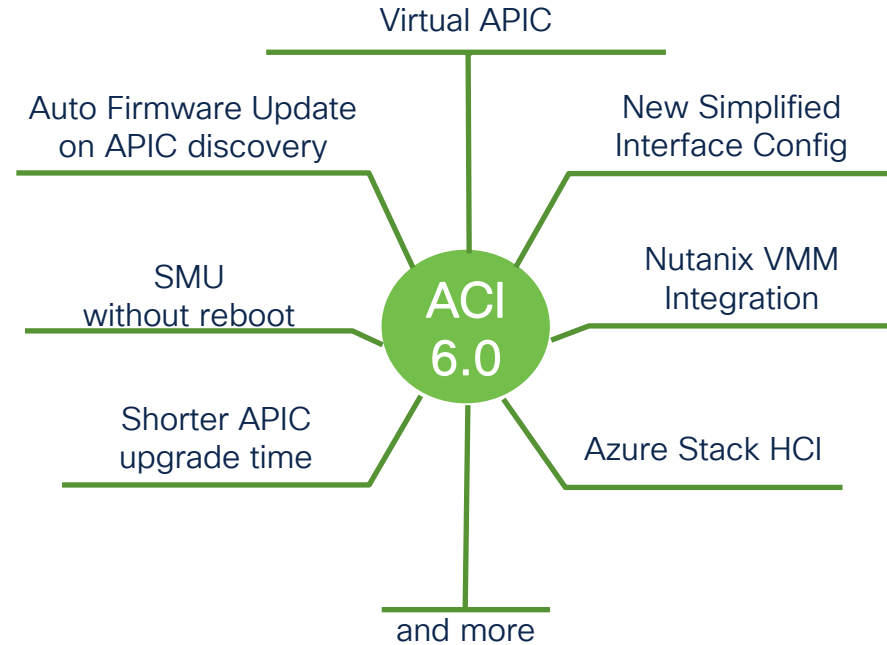 Virtual APIC
Auto Firmware Update
on APIC discovery
New Simplified
Interface Config
SMU
without reboot
ACI
6.0
Nutanix VMM
Integration
Shorter APIC
upgrade time
Azure Stack HCI
and more